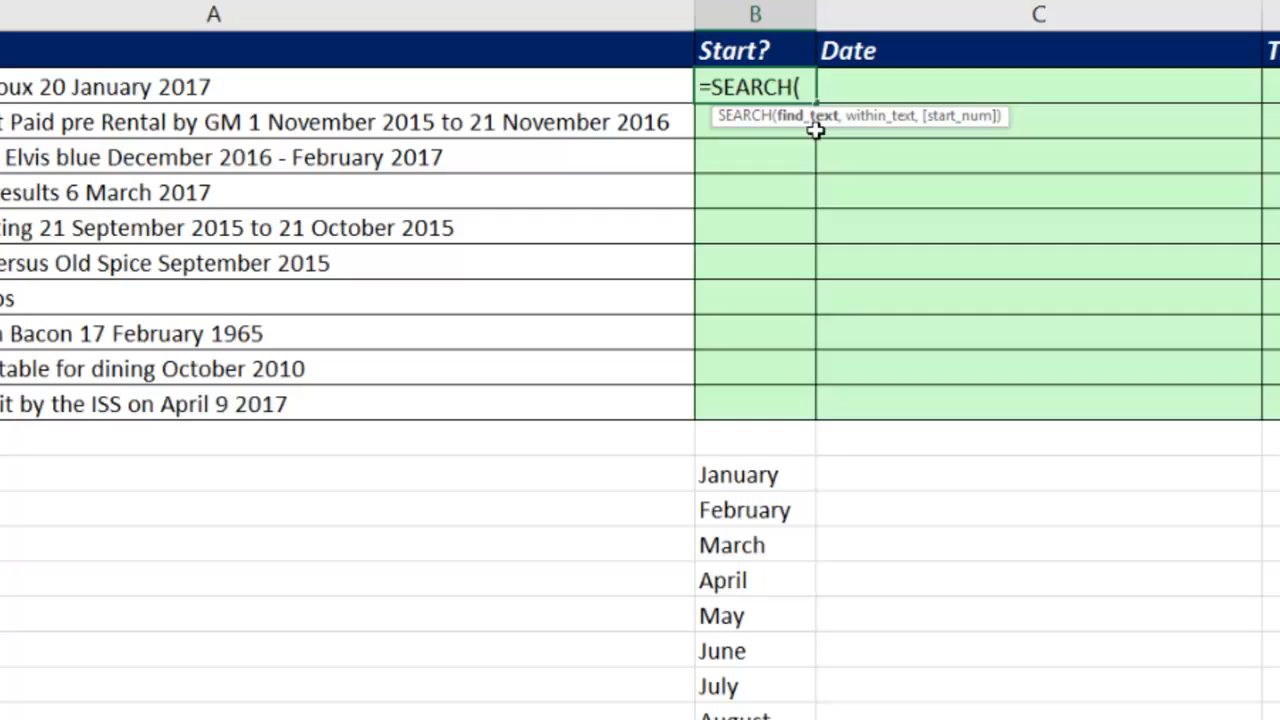 A B C
Start? Date T
oux 20 January 2017 =SEARCH(
SEARCH(find_text, within_text, [start_num])
t Paid pre Rental by GM 1 November 2015 to 21 November 2016
Elvis blue December 2016 - February 2017
esults 6 March 2017
ting 21 September 2015 to 21 October 2015
ersus Old Spice September 2015
os
n Bacon 17 February 1965
table for dining October 2010
it by the ISS on April 9 2017
January
February
March
April
May
June
July
August